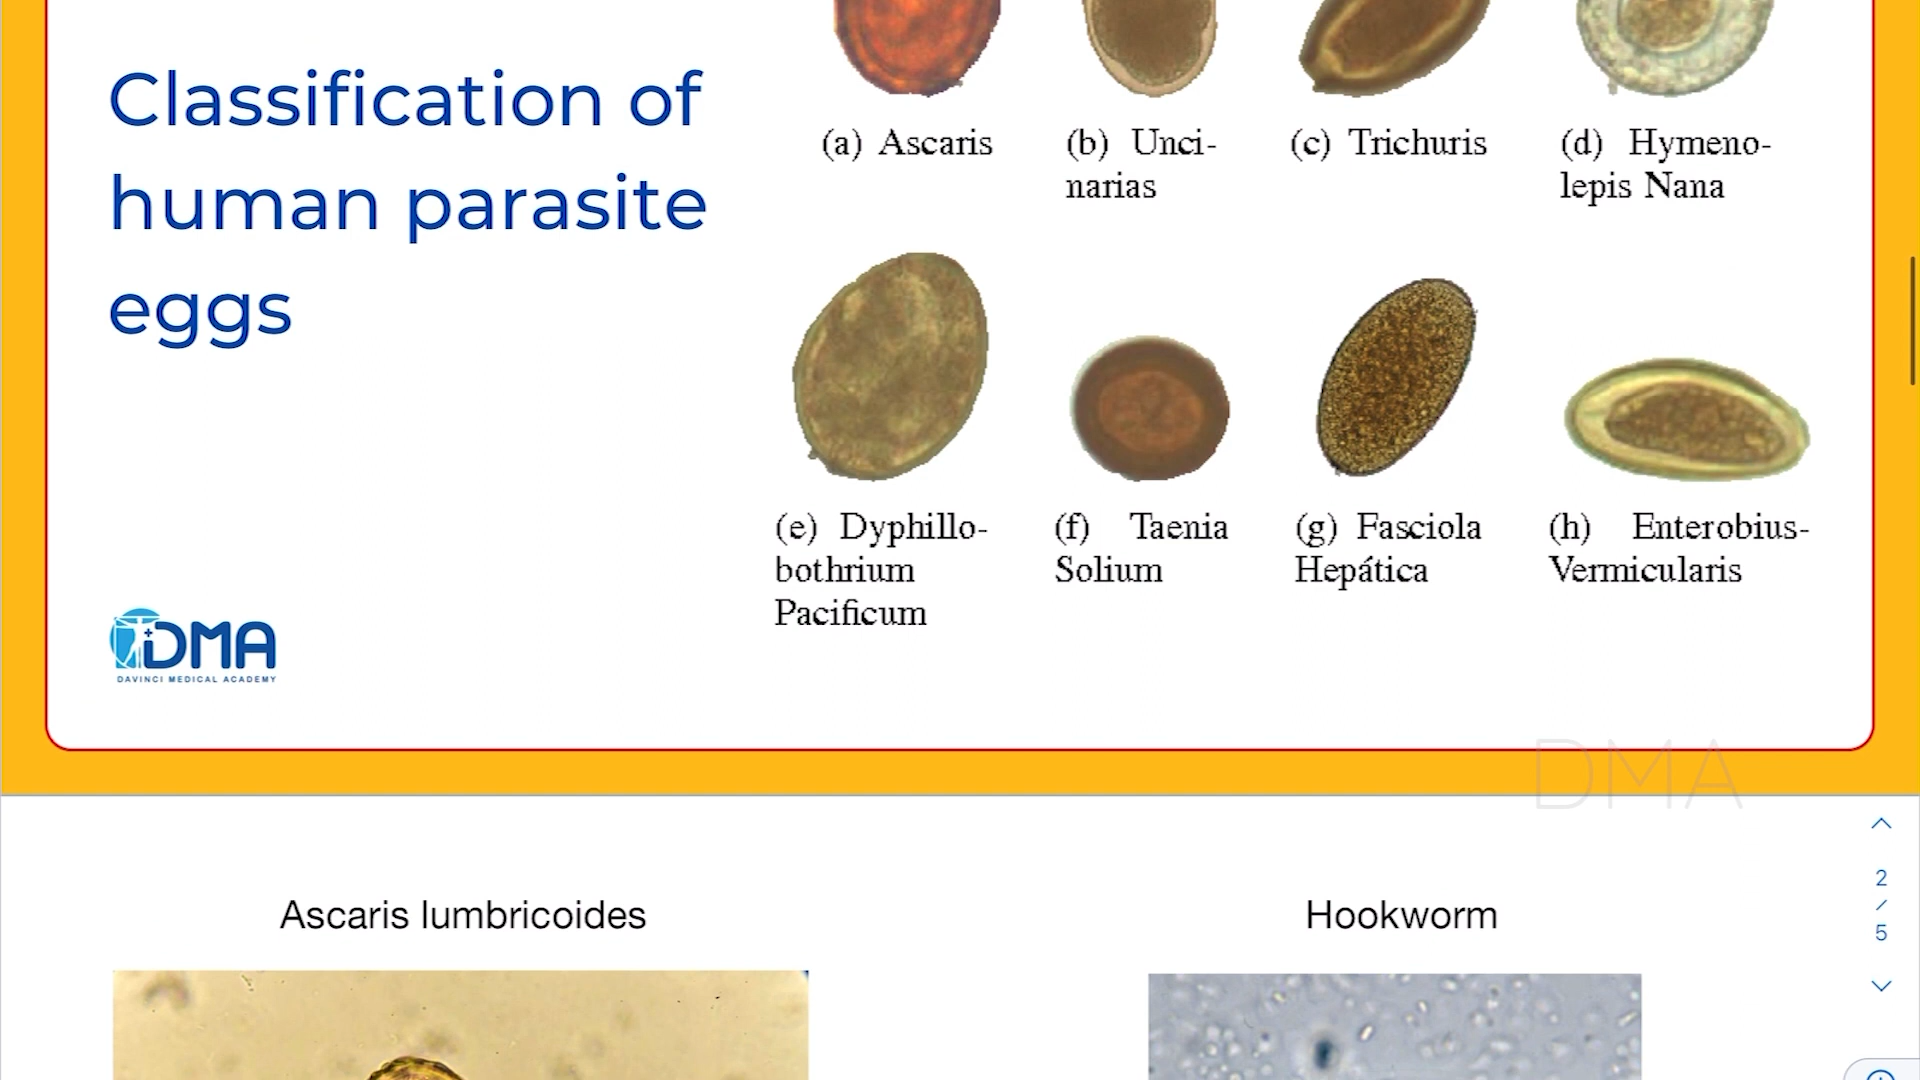 Classification of
human parasite
eggs
(a) Ascaris
(b) Unci-
narias
(c) Trichuris
(d) Hymeno-
lepis Nana
(e) Dyphillo-
bothrium
Pacificum
(f) Taenia
Solium
(g) Fasciola
Hepática
(h) Enterobius-
Vermicularis
DMA
DAVINCI MEDICAL ACADEMY
DMA
Ascaris lumbricoides
Hookworm
2
/
5